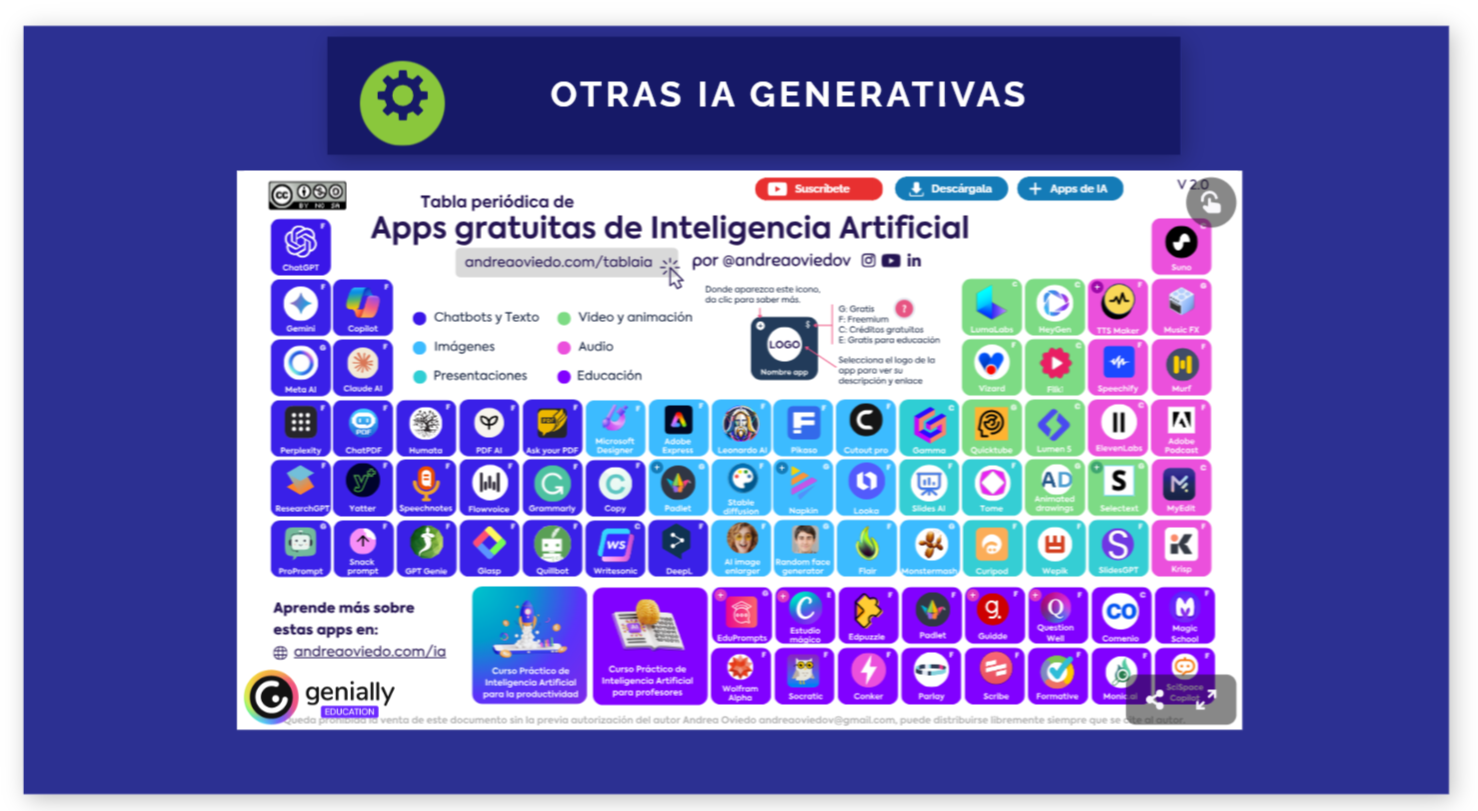 OTRAS IA GENERATIVAS
cc
BY NC SA
Suscríbete
Descárgala
+ Apps de IA
V 2.0
Tabla periódica de
Apps gratuitas de Inteligencia Artificial
andreaoviedo.com/tablaia
por @andreaoviedov
in
ChatGPT
Suno
Gemini
Copilot
Chatbots y Texto
Video y animación
Imágenes
Audio
Presentaciones
Educación
Donde aparezca este icono,
da clic para saber más.
LOGO
Nombre app
G: Gratis
F: Freemium
C: Créditos gratuitos
E: Gratis para educación
?
Selecciona el logo de la
app para ver su
descripción y enlace
LumaLabs
HeyGen
TTS Maker
Music FX
Meta AI
Claude AI
Vizard
Speechify
Murf
Perplexity
ChatPDF
Humata
PDF AI
Ask your PDF
Microsoft
Designer
Adobe
Express
Leonardo AI
Pikaso
Cutout pro
Gamma
Quicktube
Lumen 5
ElevenLabs
Adobe
Podcast
ResearchGPT
Yatter
Speechnotes
Flowvoice
Grammarly
Copy
Padlet
Stable
diffusion
Napkin
Looka
Slides AI
Tome
AD
Animated
drawings
S
Selectext
MyEdit
ProPrompt
Snack
prompt
GPT Genie
Glasp
Quillbot
WS
Writesonic
DeepL
AI image
enlarger
Random face
generator
Flair
Monstermash
Curipod
Wepik
SlidesGPT
Krisp
Aprende más sobre
estas apps en:
andreaoviedo.com/ia
Curso Práctico de
Inteligencia Artificial
para la productividad
Curso Práctico de
Inteligencia Artificial
para profesores
EduPrompts
Estudio
mágico
Edpuzzle
Padlet
Guidde
Question
Well
CO
Comenio
Magic
School
Wolfram
Alpha
Socratic
Conker
Parlay
Scribe
Formative
Monic.ai
SciSpace
Copilot
genially
EDUCATION
Queda prohibida la venta de este documento sin la previa autorización del autor Andrea Oviedo andreaoviedov@gmail.com, puede distribuirse libremente siempre que se cite al autor.